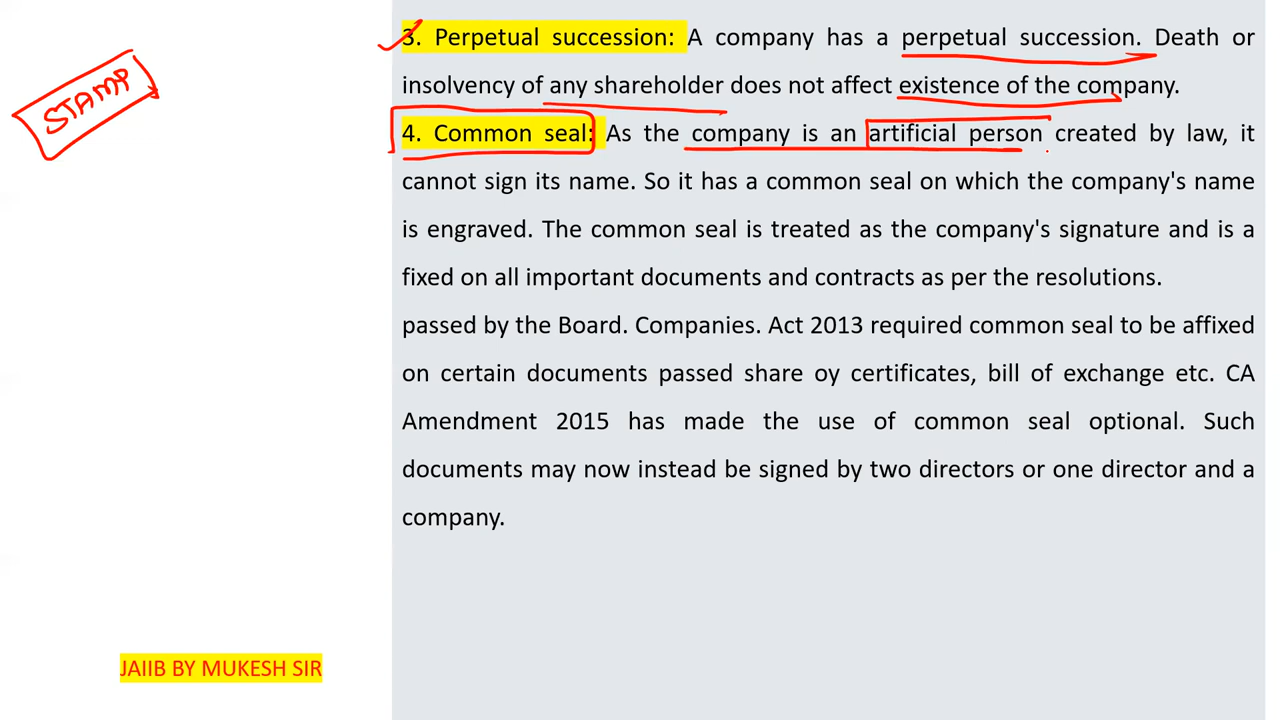 STAMP
3. Perpetual succession: A company has a perpetual succession. Death or
insolvency of any shareholder does not affect existence of the company.
4. Common seal: As the company is an artificial person created by law, it
cannot sign its name. So it has a common seal on which the company's name
is engraved. The common seal is treated as the company's signature and is a
fixed on all important documents and contracts as per the resolutions.
passed by the Board. Companies. Act 2013 required common seal to be affixed
on certain documents passed share oy certificates, bill of exchange etc. CA
Amendment 2015 has made the use of common seal optional. Such
documents may now instead be signed by two directors or one director and a
company.
JAIIB BY MUKESH SIR